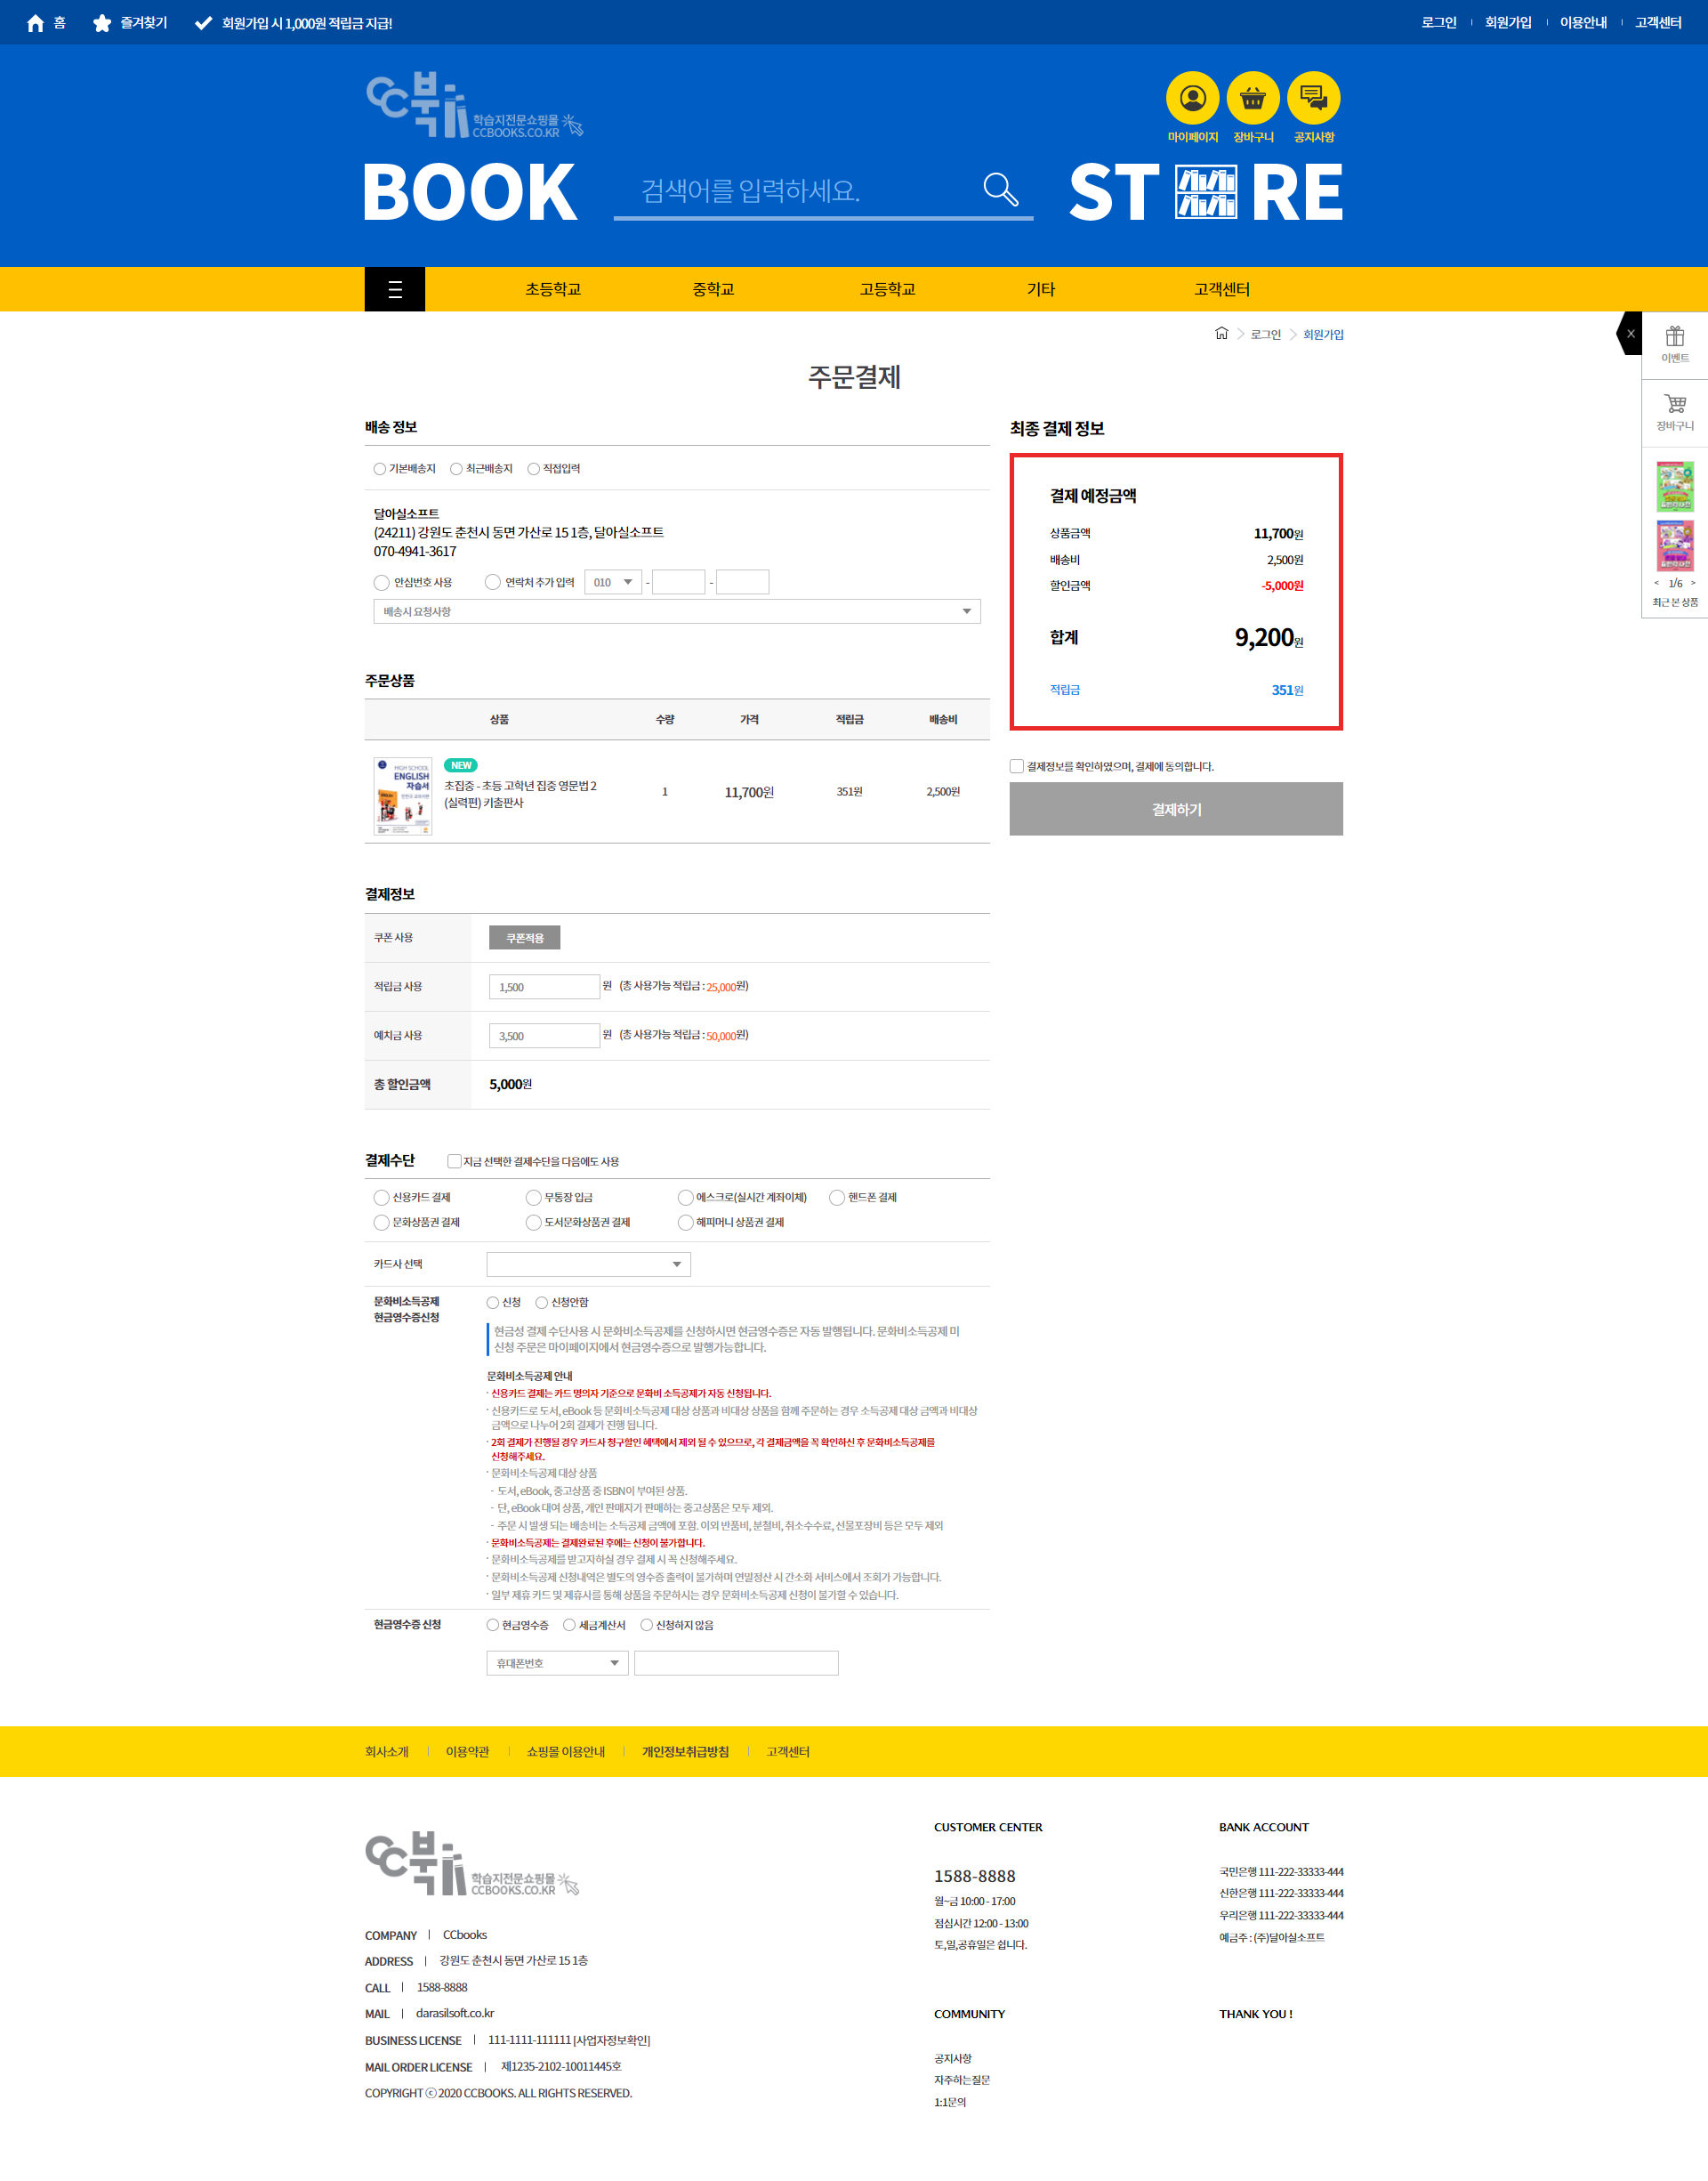 홈 즐겨찾기 회원가입 시 1,000원 적립금 지급! 로그인 회원가입 이용안내 고객센터
CC북
학습지전문쇼핑몰
CCBOOKS.CO.KR
마이페이지 장바구니 공지사항
BOOK 검색어를 입력하세요. ST RE
초등학교 중학교 고등학교 기타 고객센터
로그인 회원가입
X
이벤트
장바구니
< 1/6 >
최근 본 상품
주문결제
배송 정보
기본배송지 최근배송지 직접입력
달아실소프트
(24211) 강원도 춘천시 동면 가산로 15 1층, 달아실소프트
070-4941-3617
안심번호 사용 연락처 추가 입력 010 - -
배송시 요청사항
최종 결제 정보
결제 예정금액
상품금액 11,700원
배송비 2,500원
할인금액 -5,000원
합계 9,200원
적립금 351원
결제정보를 확인하였으며, 결제에 동의합니다.
결제하기
주문상품
상품 수량 가격 적립금 배송비
HIGH SCHOOL
ENGLISH
자습서
NEW
초집중 - 초등 고학년 집중 영문법 2
(실력편) 키출판사
1 11,700원 351원 2,500원
결제정보
쿠폰 사용 쿠폰적용
적립금 사용 1,500 원 (총 사용가능 적립금 : 25,000원)
예치금 사용 3,500 원 (총 사용가능 적립금 : 50,000원)
총 할인금액 5,000원
결제수단 지금 선택한 결제수단을 다음에도 사용
신용카드 결제 무통장 입금 에스크로(실시간 계좌이체) 핸드폰 결제
문화상품권 결제 도서문화상품권 결제 해피머니 상품권 결제
카드사 선택
문화비소득공제
현금영수증신청
신청 신청안함
현금성 결제 수단사용 시 문화비소득공제를 신청하시면 현금영수증은 자동 발행됩니다. 문화비소득공제 미
신청 주문은 마이페이지에서 현금영수증으로 발행가능합니다.
문화비소득공제 안내
· 신용카드 결제는 카드 명의자 기준으로 문화비 소득공제가 자동 신청됩니다.
· 신용카드로 도서, eBook 등 문화비소득공제 대상 상품과 비대상 상품을 함께 주문하는 경우 소득공제 대상 금액과 비대상
금액으로 나누어 2회 결제가 진행 됩니다.
· 2회 결제가 진행될 경우 카드사 청구할인 혜택에서 제외 될 수 있으므로, 각 결제금액을 꼭 확인하신 후 문화비소득공제를
신청해주세요.
· 문화비소득공제 대상 상품
- 도서, eBook, 중고상품 중 ISBN이 부여된 상품.
- 단, eBook 대여 상품, 개인 판매자가 판매하는 중고상품은 모두 제외.
- 주문 시 발생 되는 배송비는 소득공제 금액에 포함. 이외 반품비, 분철비, 취소수수료, 선물포장비 등은 모두 제외
· 문화비소득공제는 결제완료된 후에는 신청이 불가합니다.
· 문화비소득공제를 받고자하실 경우 결제 시 꼭 신청해주세요.
· 문화비소득공제 신청내역은 별도의 영수증 출력이 불가하며 연말정산 시 간소화 서비스에서 조회가 가능합니다.
· 일부 제휴 카드 및 제휴사를 통해 상품을 주문하시는 경우 문화비소득공제 신청이 불가할 수 있습니다.
현금영수증 신청 현금영수증 세금계산서 신청하지 않음
휴대폰번호
회사소개 이용약관 쇼핑몰 이용안내 개인정보취급방침 고객센터
CC북
학습지전문쇼핑몰
CCBOOKS.CO.KR
COMPANY CCbooks
ADDRESS 강원도 춘천시 동면 가산로 15 1층
CALL 1588-8888
MAIL darasilsoft.co.kr
BUSINESS LICENSE 111-1111-111111 [사업자정보확인]
MAIL ORDER LICENSE 제1235-2102-10011445호
COPYRIGHT ⓒ 2020 CCBOOKS. ALL RIGHTS RESERVED.
CUSTOMER CENTER
1588-8888
월~금 10:00 - 17:00
점심시간 12:00 - 13:00
토,일,공휴일은 쉽니다.
BANK ACCOUNT
국민은행 111-222-33333-444
신한은행 111-222-33333-444
우리은행 111-222-33333-444
예금주 : (주)달아실소프트
COMMUNITY
공지사항
자주하는질문
1:1문의
THANK YOU !